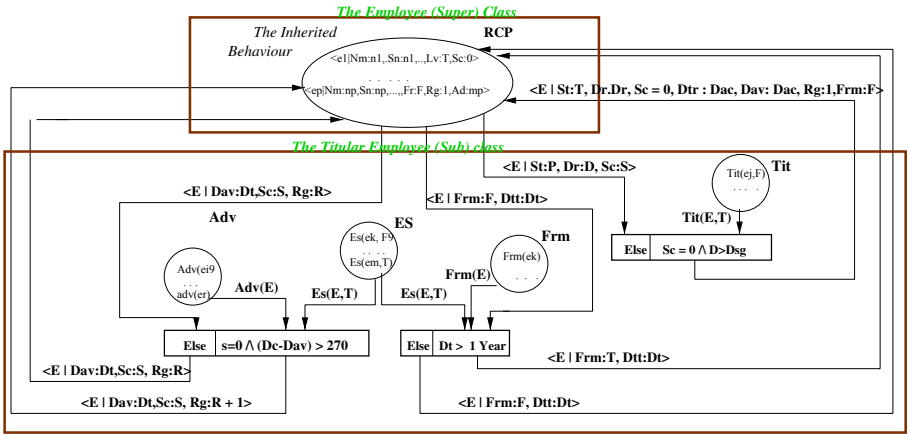 The Employee (Super) Class
The Inherited
Behaviour
RCP
<e1|Nm:n1,.Sn:n1,..,Lv:T,Sc:0>
. . . . .
<ep|Nm:np,Sn:np,...,,Fr:F,Rg:1,Ad:mp>
<E | St:T, Dr.Dr, Sc = 0, Dtr : Dac, Dav: Dac, Rg:1,Frm:F>
The Titular Employee (Sub) class
<E | St:P, Dr:D, Sc:S>
Tit(ej,F)
... .
Tit
<E | Dav:Dt,Sc:S, Rg:R>
<E | Frm:F, Dtt:Dt>
Adv
ES
Tit(E,T)
Es(ek, F9
.. . .
Es(em,T)
Frm
Else
Sc = 0 /\ D>Dsg
Frm(ek)
. . .
Adv(ei9
. . .
adv(er)
Adv(E)
Es(E,T)
Es(E,T)
Frm(E)
Else
s=0 /\ (Dc-Dav) > 270
Else
Dt > 1 Year
<E | Frm:T, Dtt:Dt>
<E | Dav:Dt,Sc:S, Rg:R>
<E | Dav:Dt,Sc:S, Rg:R + 1>
<E | Frm:F, Dtt:Dt>